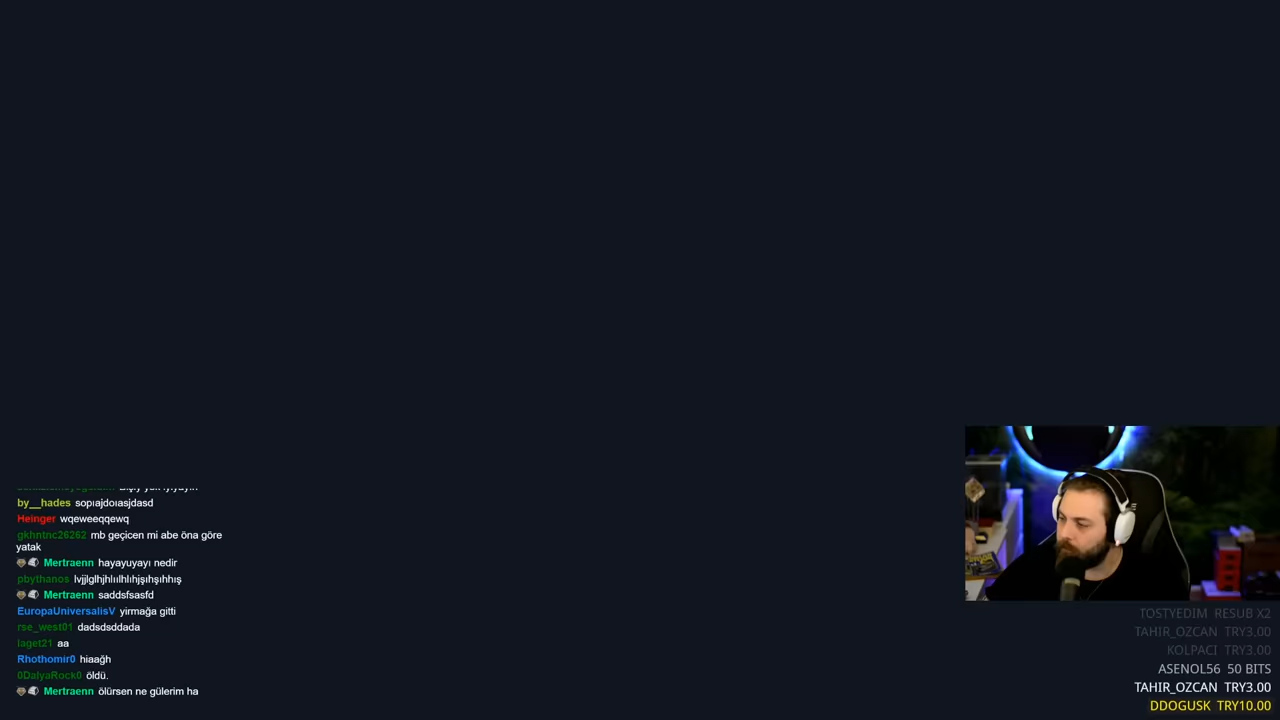 by__hades sopıajdoıasjdasd
Heinger wqeweeqqewq
gkhntnc26262 mb geçicen mi abe öna göre
yatak
Mertraenn hayayuyayı nedir
pbythanos
Mertraenn saddsfsasfd
EuropaUniversalisV yirmağa gitti
rse_west01 dadsdsddada
laget21 aa
Rhothomir0 hiaağh
0DalyaRock0 öldü.
Mertraenn ölürsen ne gülerim ha
TOSTYEDIM RESUB X2
TAHIR_OZCAN TRY3.00
KOLPACI TRY3.00
ASENOL56 50 BITS
TAHIR_OZCAN TRY3.00
DDOGUSK TRY10.00